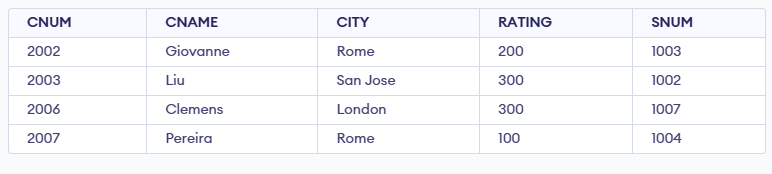 CNUM CNAME CITY RATING SNUM
2002 Giovanne Rome 200 1003
2003 Liu San Jose 300 1002
2006 Clemens London 300 1007
2007 Pereira Rome 100 1004